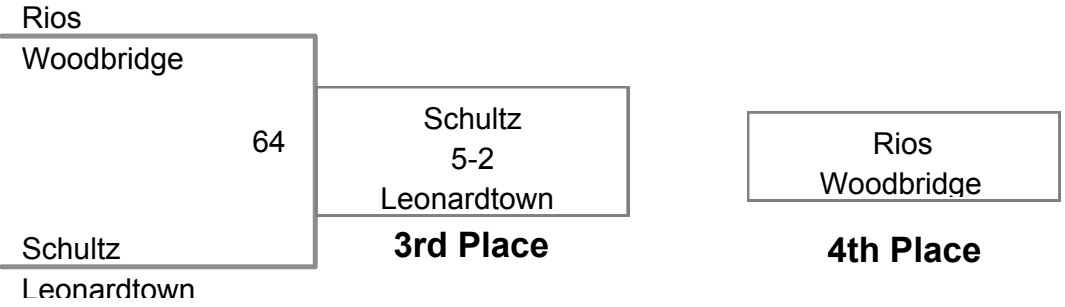 Rios
Woodbridge
64
Schultz
Leonardtown
Schultz
5-2
Leonardtown
3rd Place
Rios
Woodbridge
4th Place